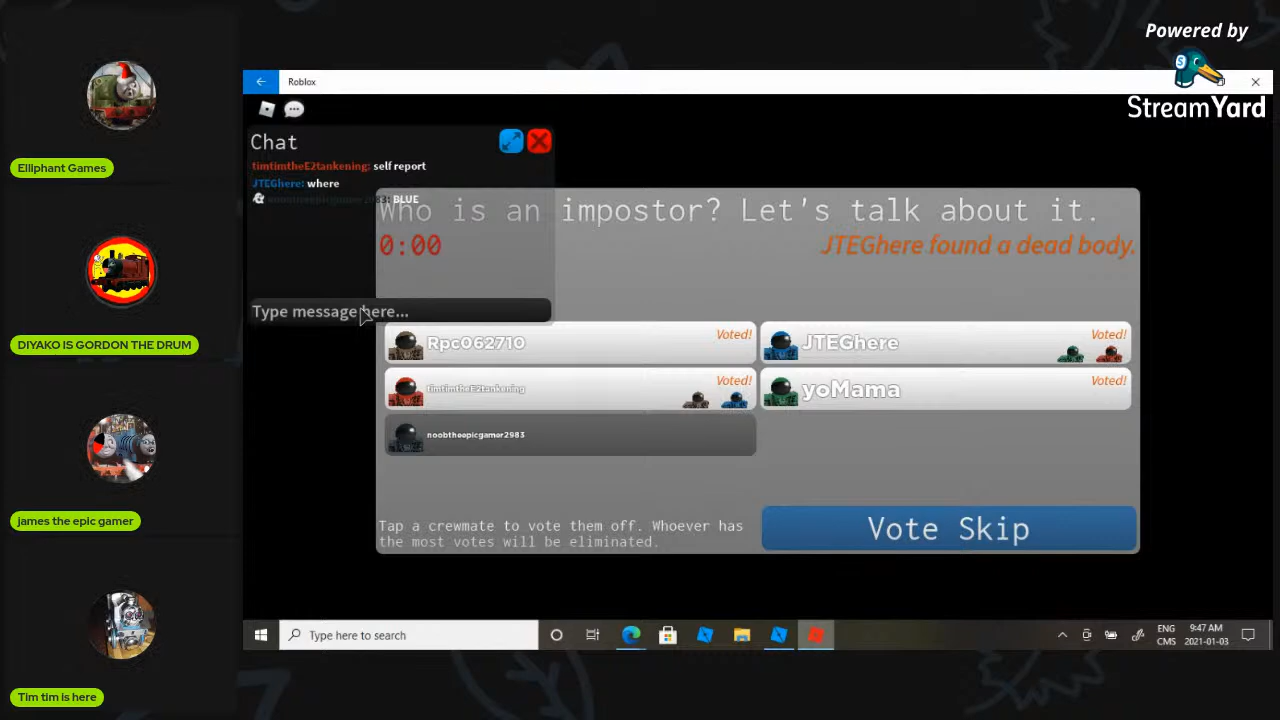 Powered by
StreamYard
Elliphant Games
DIYAKO IS GORDON THE DRUM
james the epic gamer
Tim tim is here
Roblox
Chat
timtimtheE2tankening: self report
JTEGhere: where
noobtheepicgamer2983: BLUE
Type message here...
Who is an impostor? Let's talk about it.
0:00
JTEGhere found a dead body.
Rpc062710
Voted!
JTEGhere
Voted!
timtimtheE2tankening
Voted!
yoMama
Voted!
noobtheepicgamer2983
Tap a crewmate to vote them off. Whoever has
the most votes will be eliminated.
Vote Skip
Type here to search
ENG
CMS
9:47 AM
2021-01-03